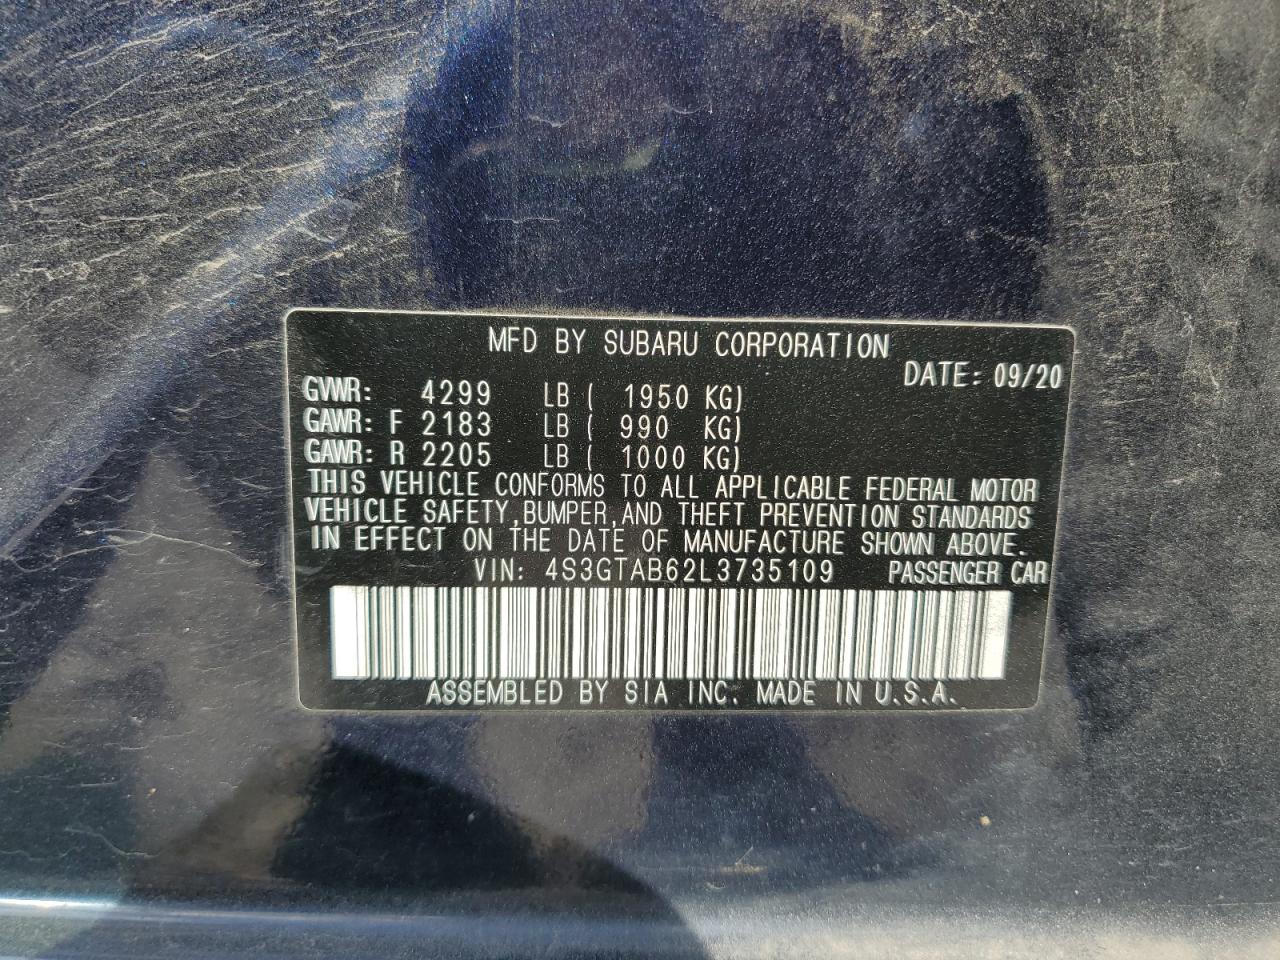 MFD BY SUBARU CORPORATION
DATE: 09/20
GVWR: 4299 LB ( 1950 KG)
GAWR: F 2183 LB ( 990 KG)
GAWR: R 2205 LB ( 1000 KG)
THIS VEHICLE CONFORMS TO ALL APPLICABLE FEDERAL MOTOR
VEHICLE SAFETY, BUMPER, AND THEFT PREVENTION STANDARDS
IN EFFECT ON THE DATE OF MANUFACTURE SHOWN ABOVE.
VIN: 4S3GTAB62L3735109 PASSENGER CAR
ASSEMBLED BY SIA INC. MADE IN U.S.A.